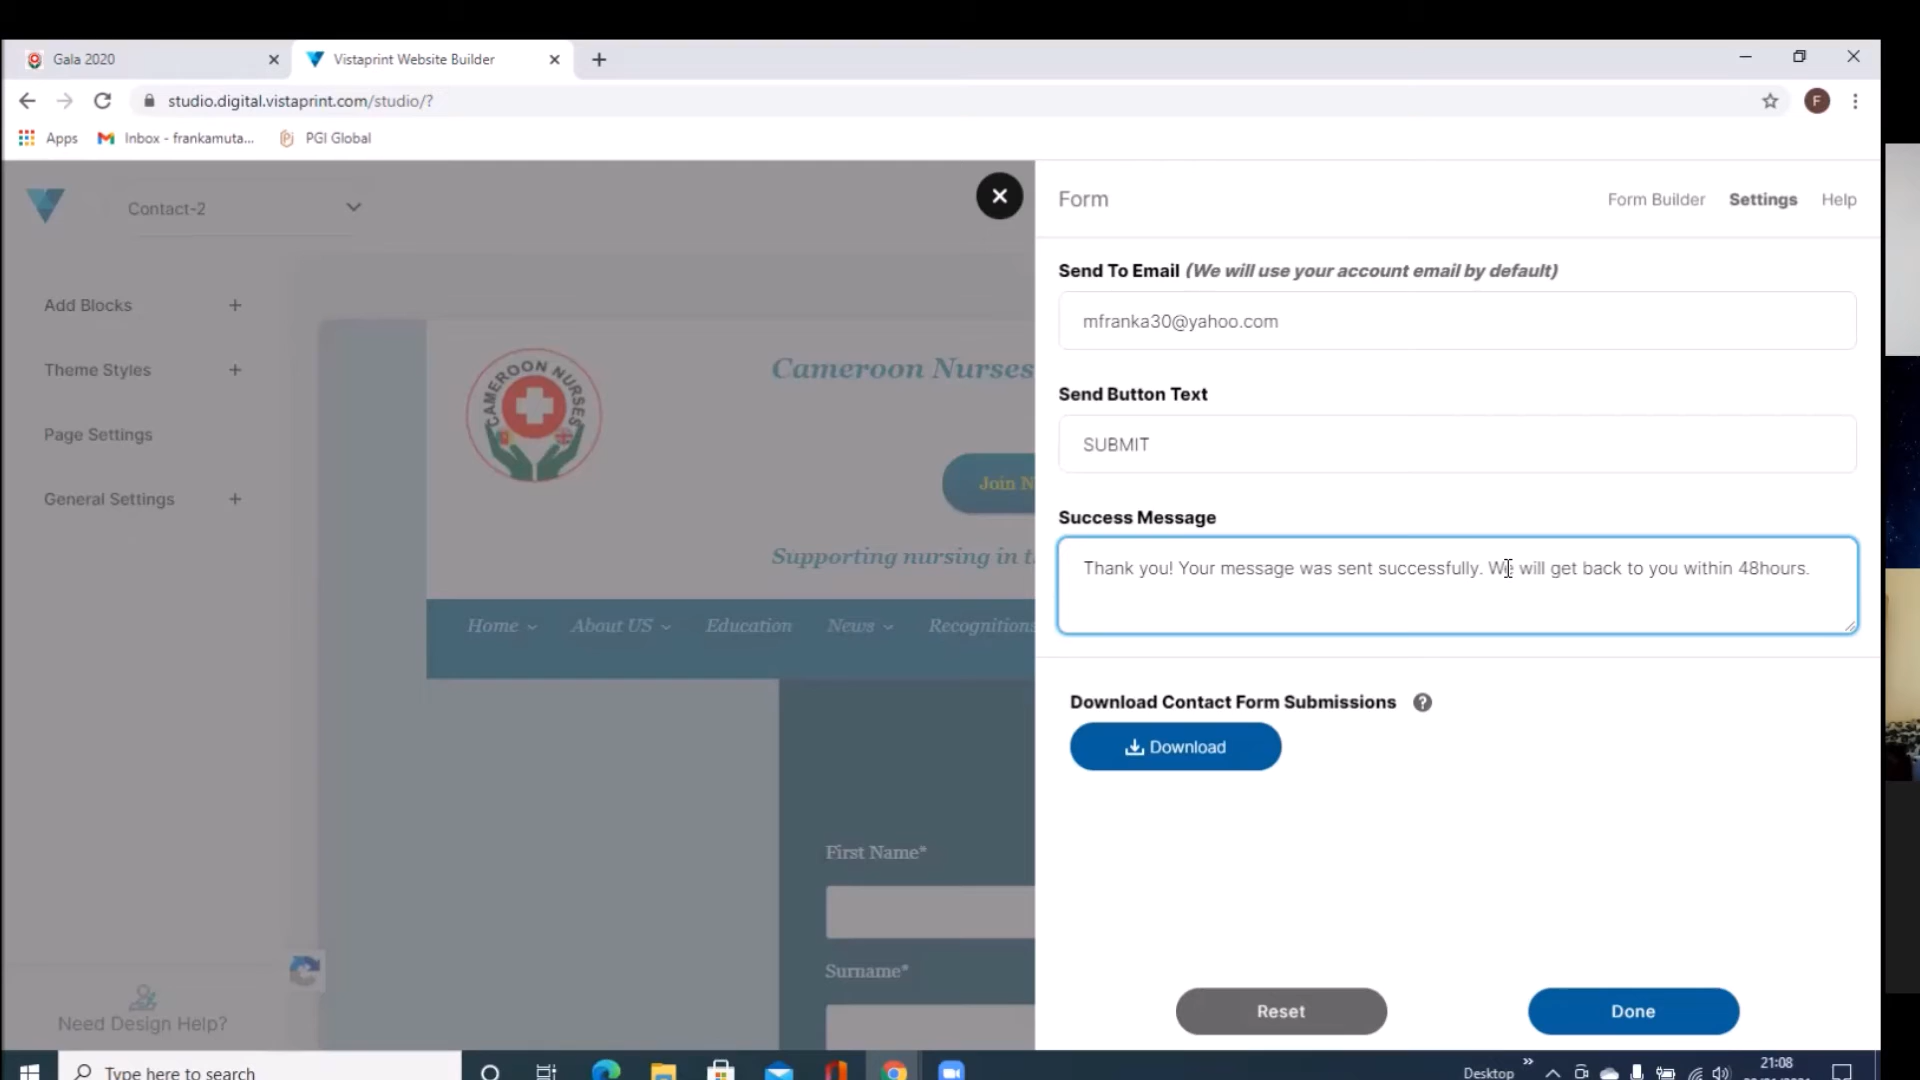 Gala 2020
Vistaprint Website Builder
studio.digital.vistaprint.com/studio/?
F
Apps
Inbox - frankamuta...
PGI Global
Contact-2
Form
Form Builder
Settings
Help
Add Blocks
Theme Styles
Page Settings
General Settings
Need Design Help?
CAMEROON NURSES
Cameroon Nurses
Join N
Supporting nursing in t
Home
About US
Education
News
Recognitions
First Name*
Surname*
Send To Email (We will use your account email by default)
mfranka30@yahoo.com
Send Button Text
SUBMIT
Success Message
Thank you! Your message was sent successfully. We will get back to you within 48hours.
Download Contact Form Submissions
Download
Reset
Done
Type here to search
Desktop
21:08